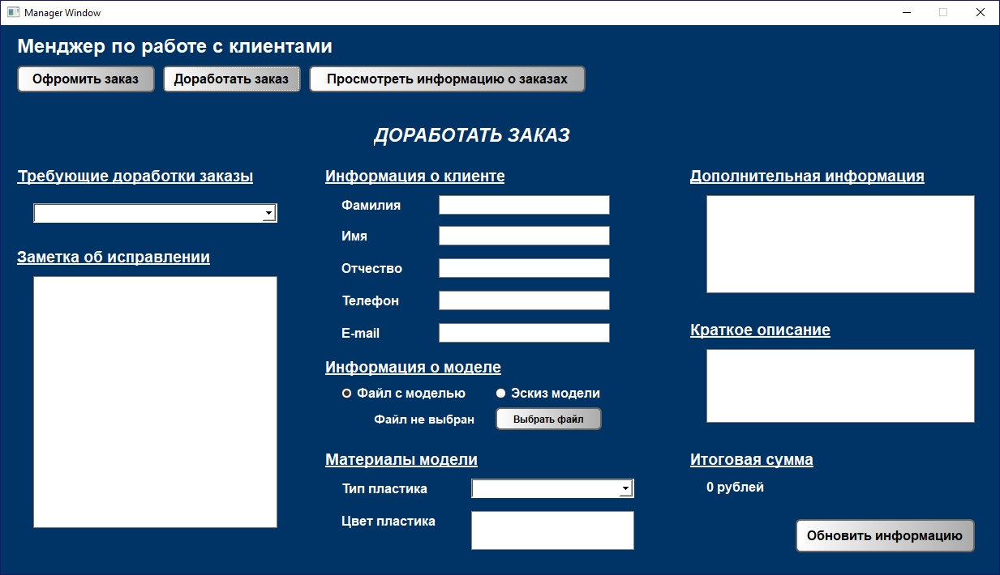 Manager Window
Менджер по работе с клиентами
Офромить заказ Доработать заказ Просмотреть информацию о заказах
ДОРАБОТАТЬ ЗАКАЗ
Требующие доработки заказы
Заметка об исправлении
Информация о клиенте
Фамилия
Имя
Отчество
Телефон
E-mail
Информация о моделе
Файл с моделью Эскиз модели
Файл не выбран Выбрать файл
Материалы модели
Тип пластика
Цвет пластика
Дополнительная информация
Краткое описание
Итоговая сумма
0 рублей
Обновить информацию